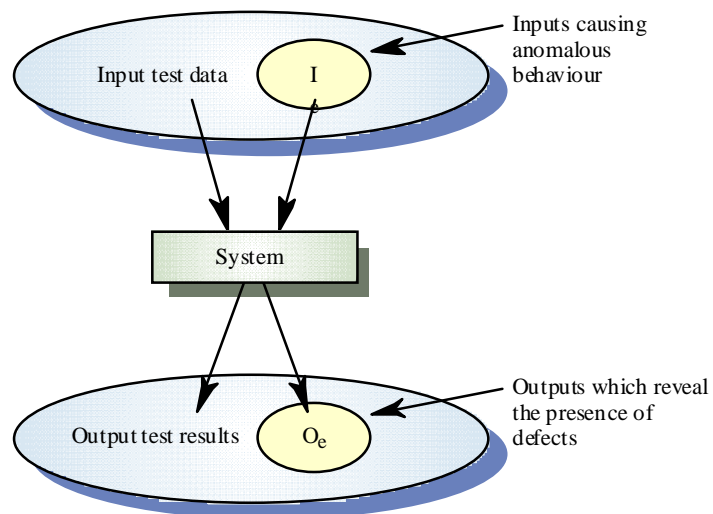 Inputs causing
anomalous
behaviour
Input test data
I
e
System
Outputs which reveal
the presence of
defects
Output test results
Oe